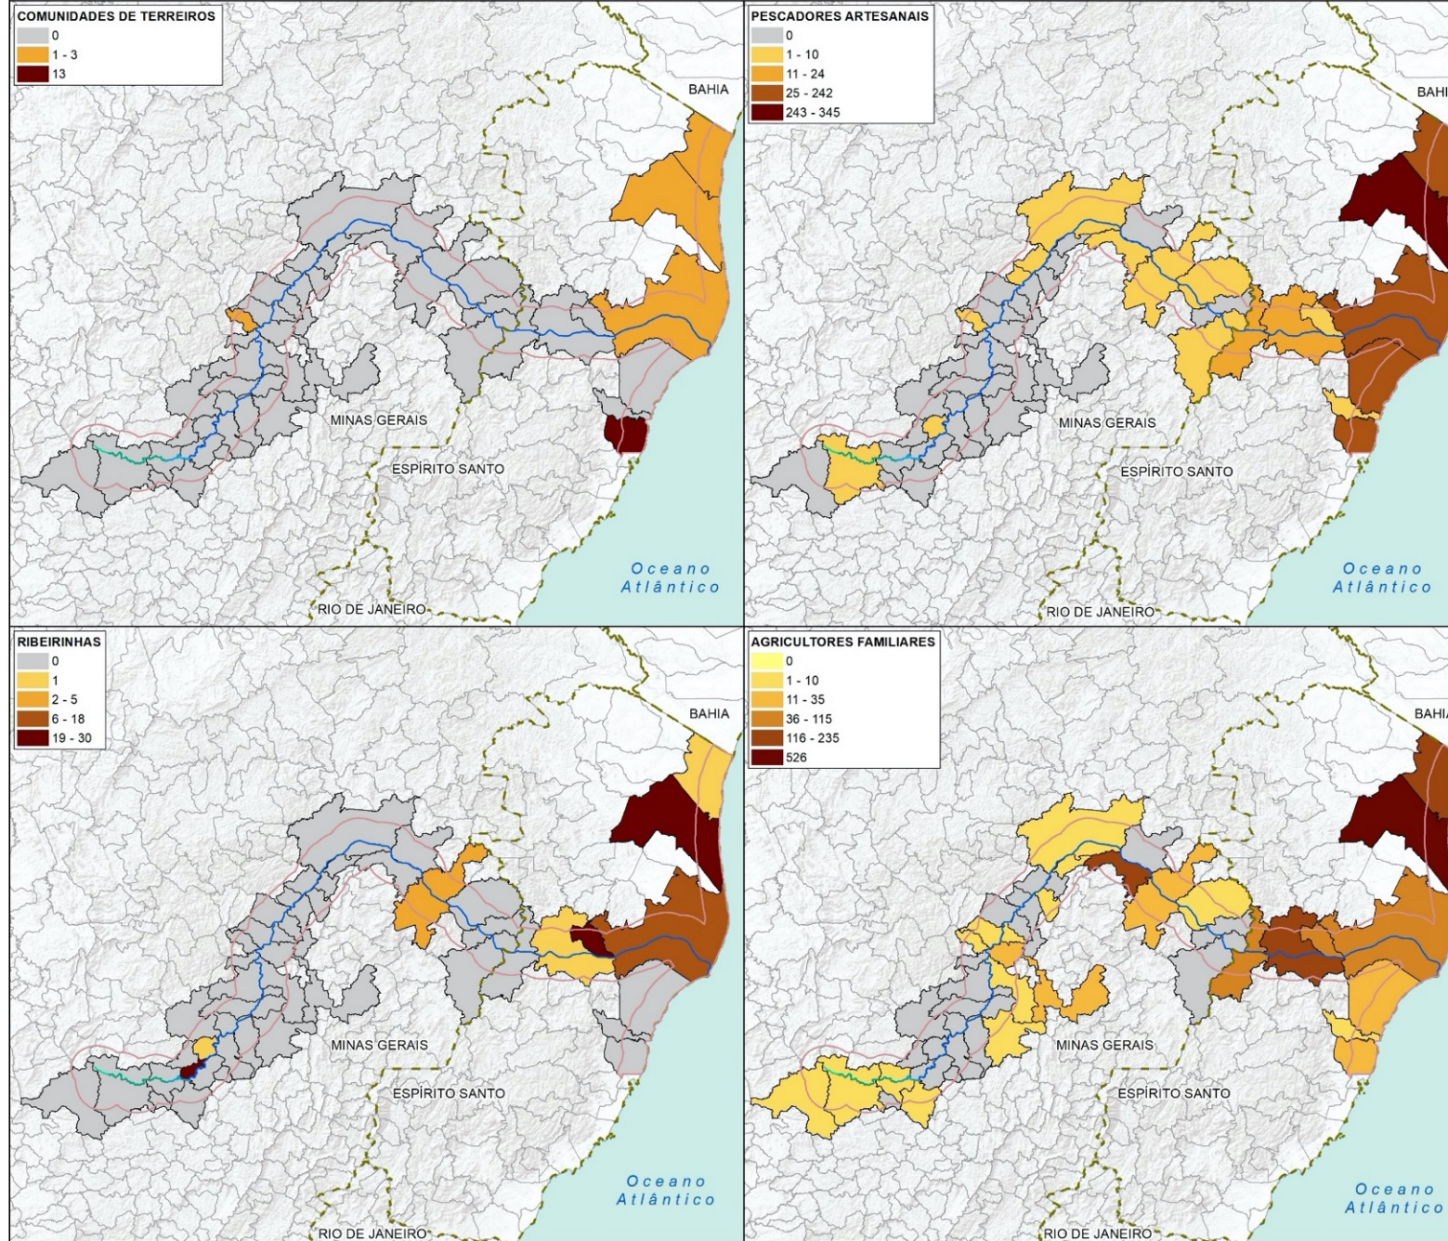 COMUNIDADES DE TERREIROS
0
1 - 3
13
BAHIA
MINAS GERAIS
ESPÍRITO SANTO
Oceano
Atlântico
RIO DE JANEIRO
PESCADORES ARTESANAIS
0
1 - 10
11 - 24
25 - 242
243 - 345
BAHI
MINAS GERAIS
ESPÍRITO SANTO
Oceano
Atlântico
RIO DE JANEIRO
RIBEIRINHAS
0
1
2 - 5
6 - 18
19 - 30
BAHIA
MINAS GERAIS
ESPÍRITO SANTO
Oceano
Atlântico
RIO DE JANEIRO
AGRICULTORES FAMILIARES
0
1 - 10
11 - 35
36 - 115
116 - 235
526
BAHI
MINAS GERAIS
ESPÍRITO SANTO
Oceano
Atlântico
RIO DE JANEIRO